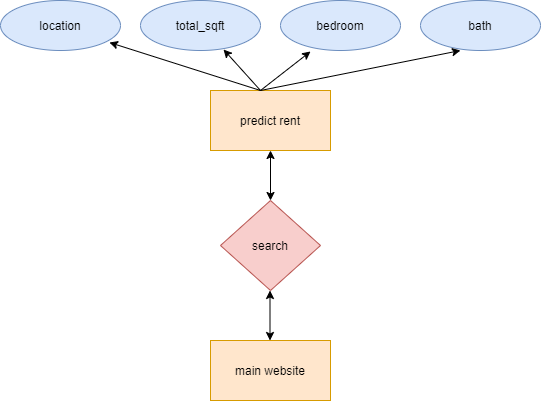 location
total_sqft
bedroom
bath
predict rent
search
main website